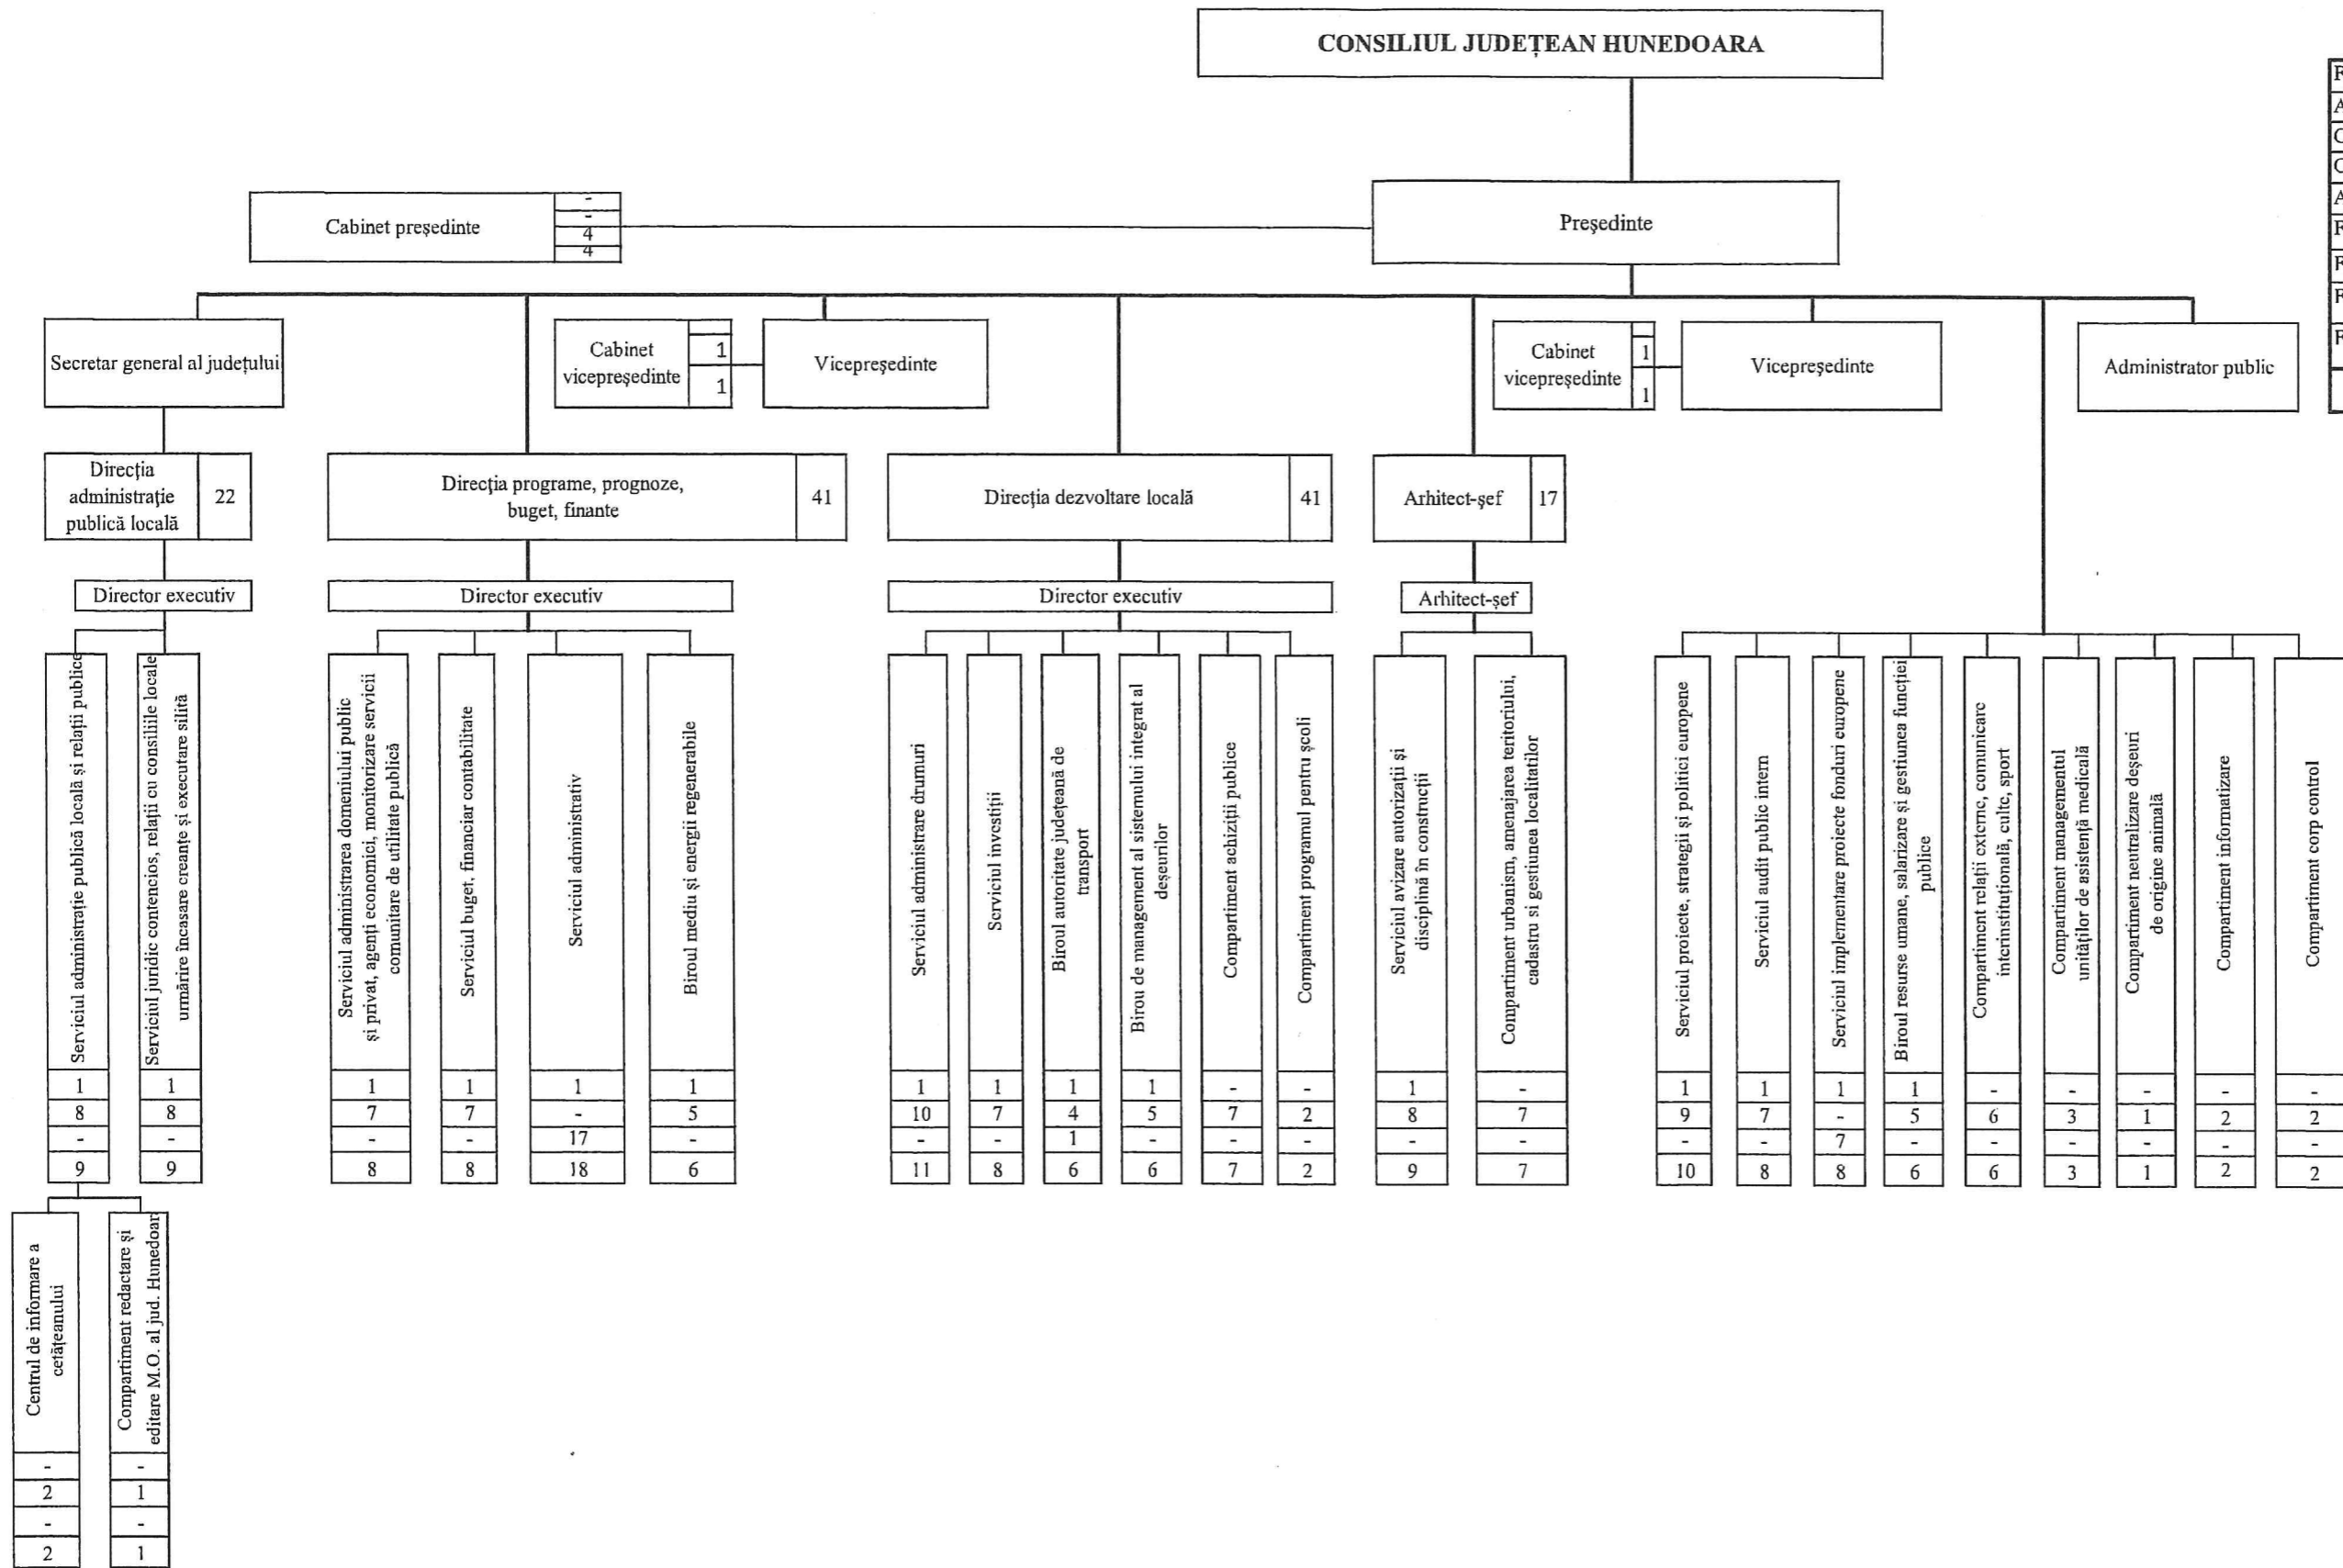 CONSILIUL JUDEȚEAN HUNEDOARA
Cabinet președinte
-
-
4
4
Președinte
Secretar general al județului
Cabinet
vicepreședinte
1
1
Vicepreședinte
Cabinet
vicepreședinte
1
1
Vicepreședinte
Administrator public
F
A
C
C
A
F
F
F
F
Direcția
administrație
publică locală
22
Direcția programe, prognoze,
buget, finante
41
Direcția dezvoltare locală
41
Arhitect-șef
17
Director executiv
Director executiv
Director executiv
Arhitect-șef
Serviciul administrație publică locală și relații publice
1
8
-
9
Serviciul juridic contencios, relații cu consiliile locale
urmărire încasare creanțe și executare silită
1
8
-
9
Serviciul administrarea domeniului public
și privat, agenți economici, monitorizare servicii
comunitare de utilitate publică
1
7
-
8
Serviciul buget, financiar contabilitate
1
7
-
8
Serviciul administrativ
1
-
17
18
Biroul mediu și energii regenerabile
1
5
-
6
Serviciul administrare drumuri
1
10
-
11
Serviciul investiții
1
7
-
8
Biroul autoritate județeană de
transport
1
4
1
6
Birou de management al sistemului integrat al
deșeurilor
1
5
-
6
Compartiment achiziții publice
-
7
-
7
Compartiment programul pentru școli
-
2
-
2
Serviciul avizare autorizații și
disciplină în construcții
1
8
-
9
Compartiment urbanism, amenajarea teritoriului,
cadastru si gestiunea localitatilor
-
7
-
7
Serviciul proiecte, strategii și politici europene
1
9
-
10
Serviciul audit public intern
1
7
-
8
Serviciul implementare proiecte fonduri europene
1
-
7
8
Biroul resurse umane, salarizare și gestiunea funcției
publice
1
5
-
6
Compartiment relații externe, comunicare
interinstituțională, culte, sport
-
6
-
6
Compartiment managementul
unităților de asistență medicală
-
3
-
3
Compartiment neutralizare deșeuri
de origine animală
-
1
-
1
Compartiment informatizare
-
2
-
2
Compartiment corp control
-
2
-
2
Centrul de informare a
cetățeanului
-
2
-
2
Compartiment redactare și
editare M.O. al jud. Hunedoar
-
1
-
1